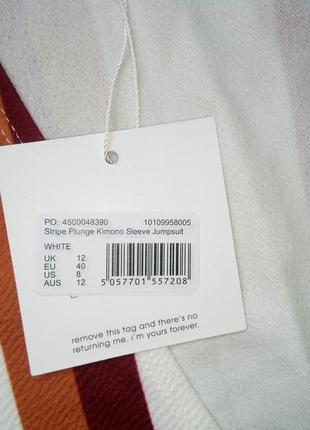 PO: 4500048390 10109958005
Stripe Plunge Kimono Sleeve Jumpsuit
WHITE
UK 12
EU 40
US 8
AUS 12
5 057701 557208
remove this tag and there's no
returning me. i'm yours forever.